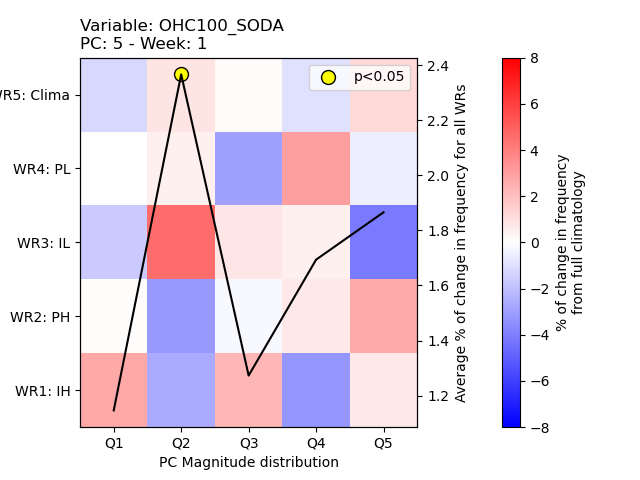 Variable: OHC100_SODA
PC: 5 - Week: 1
WR5: Clima
WR4: PL
WR3: IL
WR2: PH
WR1: IH
p<0.05
Q1 Q2 Q3 Q4 Q5
PC Magnitude distribution
2.4
2.2
2.0
1.8
1.6
1.4
1.2
Average % of change in frequency for all WRs
8
6
4
2
0
−2
−4
−6
−8
% of change in frequency
from full climatology